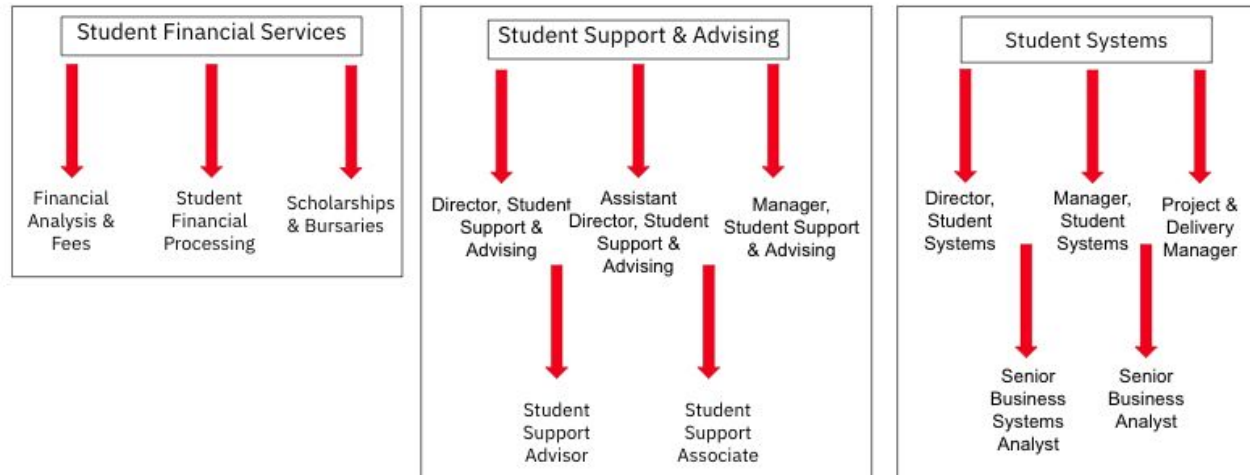 Student Financial Services
Financial
Analysis &
Fees
Student
Financial
Processing
Scholarships
& Bursaries
Student Support & Advising
Director, Student
Support &
Advising
Assistant
Director, Student
Support &
Advising
Manager,
Student Support
& Advising
Student
Support
Advisor
Student
Support
Associate
Student Systems
Director,
Student
Systems
Manager,
Student
Systems
Project &
Delivery
Manager
Senior
Business
Systems
Analyst
Senior
Business
Analyst